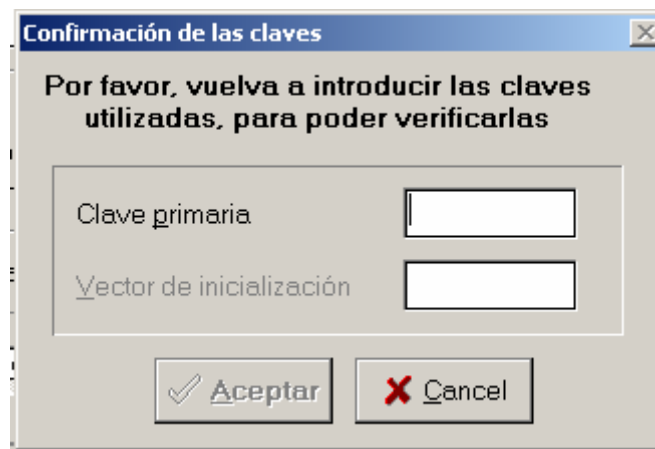 Confirmación de las claves
Por favor, vuelva a introducir las claves
utilizadas, para poder verificarlas
Clave primaria
Vector de inicialización
Aceptar
Cancel